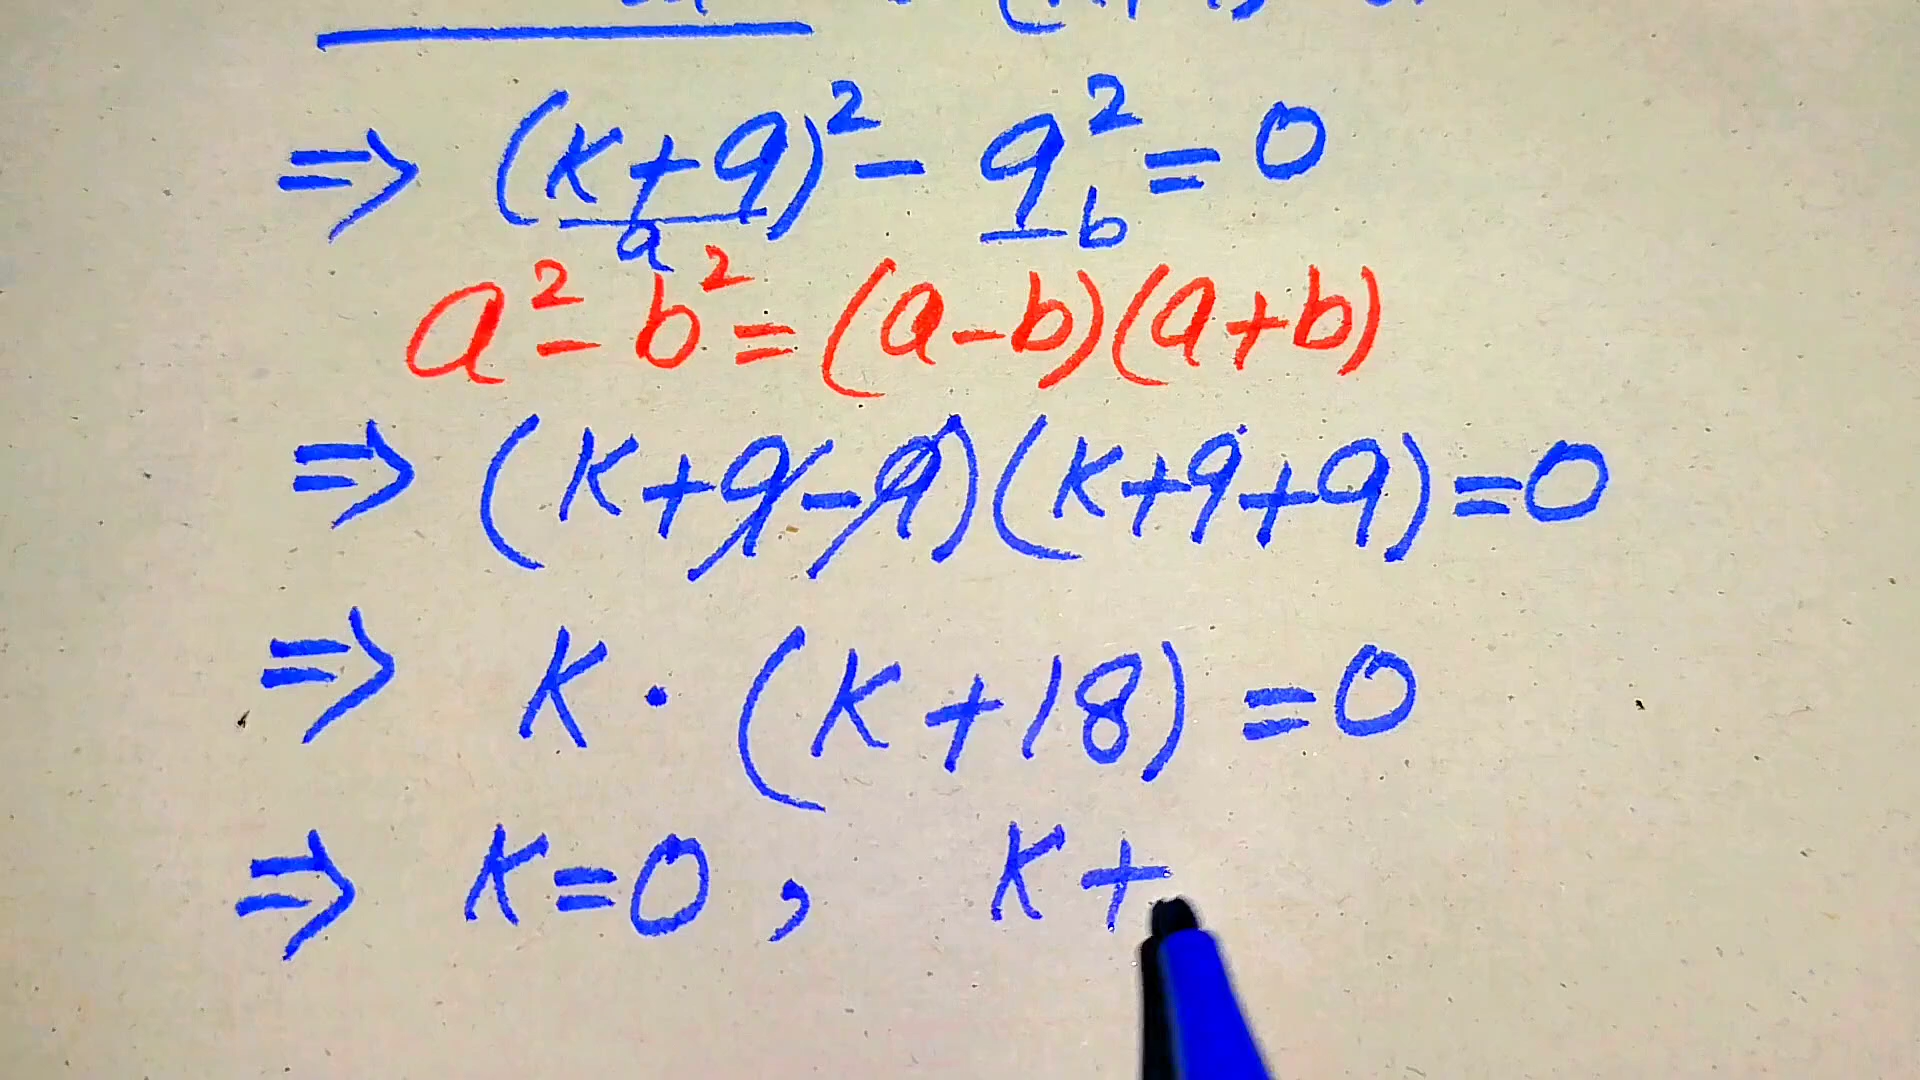 ⇒ (k+9)² - 9² = 0
a b
a² - b² = (a-b)(a+b)
⇒ (k+9-9)(k+9+9) = 0
⇒ k · (k+18) = 0
⇒ k=0, k+